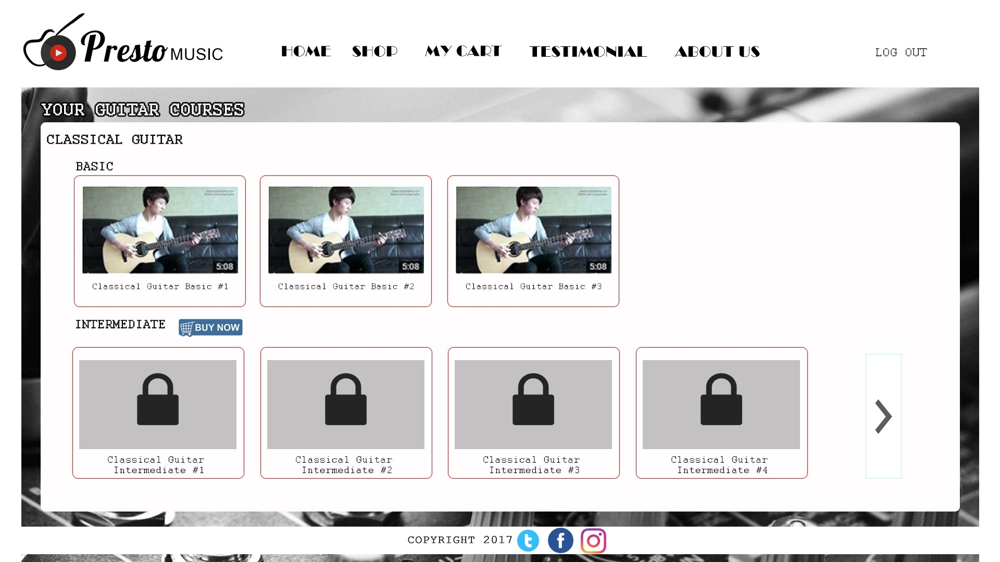 Presto MUSIC
HOME SHOP MY CART TESTIMONIAL ABOUT US LOG OUT
YOUR GUITAR COURSES
CLASSICAL GUITAR
BASIC
5:08 5:08 5:08
Classical Guitar Basic #1 Classical Guitar Basic #2 Classical Guitar Basic #3
INTERMEDIATE BUY NOW
Classical Guitar Classical Guitar Classical Guitar Classical Guitar
Intermediate #1 Intermediate #2 Intermediate #3 Intermediate #4
COPYRIGHT 2017